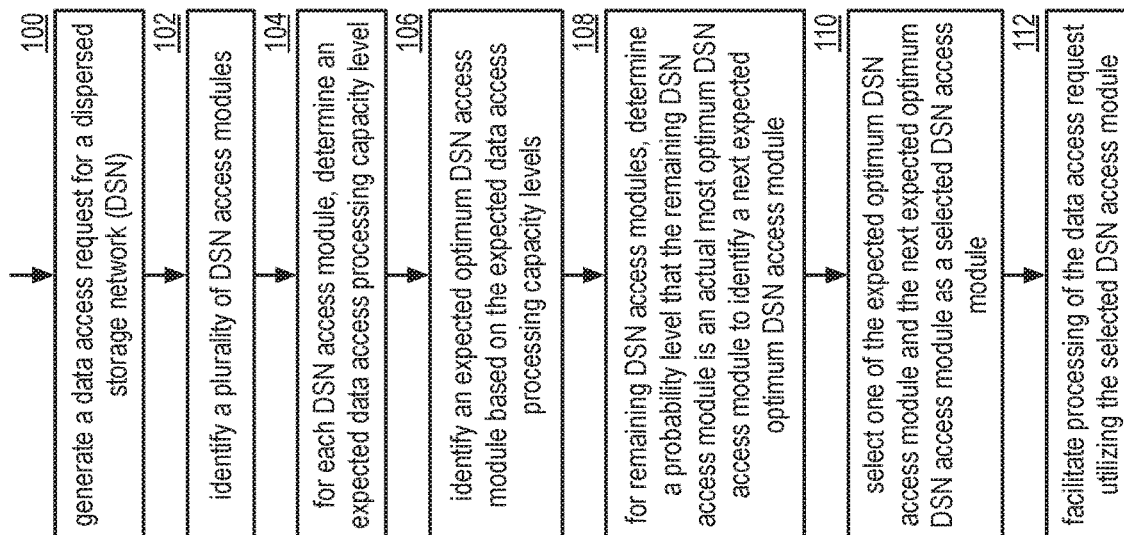 100
generate a data access request for a dispersed
storage network (DSN)
102
identify a plurality of DSN access modules
104
for each DSN access module, determine an
expected data access processing capacity level
106
identify an expected optimum DSN access
module based on the expected data access
processing capacity levels
108
for remaining DSN access modules, determine
a probability level that the remaining DSN
access module is an actual most optimum DSN
access module to identify a next expected
optimum DSN access module
110
select one of the expected optimum DSN
access module and the next expected optimum
DSN access module as a selected DSN access
module
112
facilitate processing of the data access request
utilizing the selected DSN access module